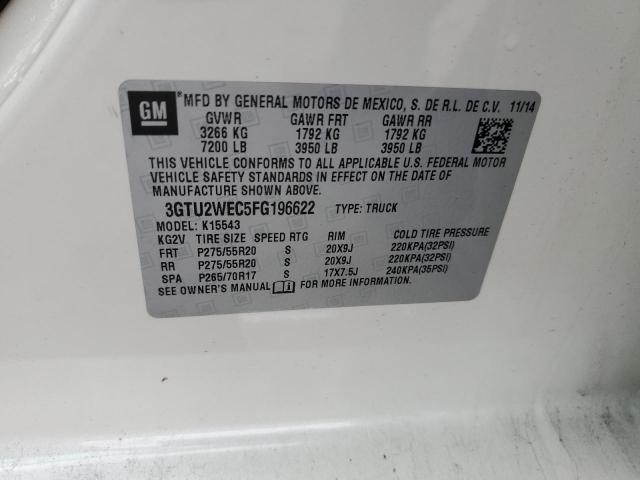 GM
MFD BY GENERAL MOTORS DE MEXICO, S. DE R.L. DE C.V. 11/14
GVWR GAWR FRT GAWR RR
3266 KG 1792 KG 1792 KG
7200 LB 3950 LB 3950 LB
THIS VEHICLE CONFORMS TO ALL APPLICABLE U.S. FEDERAL MOTOR
VEHICLE SAFETY STANDARDS IN EFFECT ON THE DATE OF
MANUFACTURE SHOWN ABOVE.
3GTU2WEC5FG196622 TYPE: TRUCK
MODEL: K15543
KG2V TIRE SIZE SPEED RTG RIM COLD TIRE PRESSURE
FRT P275/55R20 S 20X9J 220KPA(32PSI)
RR P275/55R20 S 20X9J 220KPA(32PSI)
SPA P265/70R17 S 17X7.5J 240KPA(35PSI)
SEE OWNER'S MANUAL i FOR MORE INFORMATION.